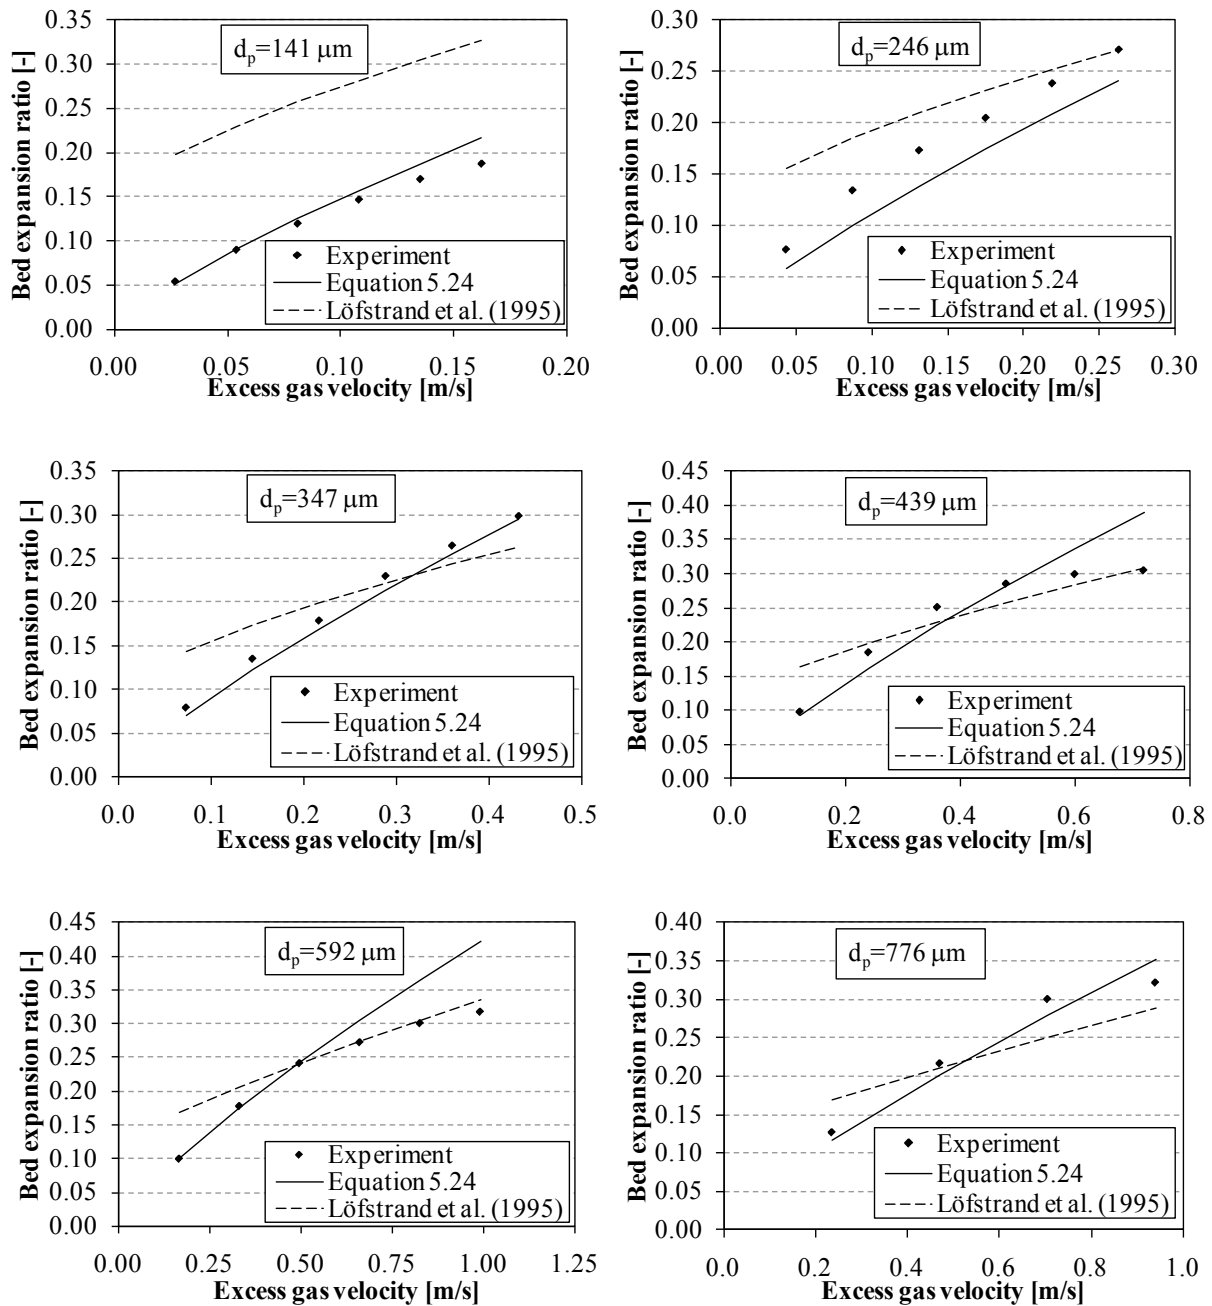 d_p=141 μm
Bed expansion ratio [-]
0.35
0.30
0.25
0.20
0.15
0.10
0.05
0.00
Experiment
Equation 5.24
Löfstrand et al. (1995)
0.00 0.05 0.10 0.15 0.20
Excess gas velocity [m/s]
d_p=246 μm
Bed expansion ratio [-]
0.30
0.25
0.20
0.15
0.10
0.05
0.00
Experiment
Equation 5.24
Löfstrand et al. (1995)
0.00 0.05 0.10 0.15 0.20 0.25 0.30
Excess gas velocity [m/s]
d_p=347 μm
Bed expansion ratio [-]
0.35
0.30
0.25
0.20
0.15
0.10
0.05
0.00
Experiment
Equation 5.24
Löfstrand et al. (1995)
0.0 0.1 0.2 0.3 0.4 0.5
Excess gas velocity [m/s]
d_p=439 μm
Bed expansion ratio [-]
0.45
0.40
0.35
0.30
0.25
0.20
0.15
0.10
0.05
0.00
Experiment
Equation 5.24
Löfstrand et al. (1995)
0.0 0.2 0.4 0.6 0.8
Excess gas velocity [m/s]
d_p=592 μm
Bed expansion ratio [-]
0.45
0.40
0.35
0.30
0.25
0.20
0.15
0.10
0.05
0.00
Experiment
Equation 5.24
Löfstrand et al. (1995)
0.00 0.25 0.50 0.75 1.00 1.25
Excess gas velocity [m/s]
d_p=776 μm
Bed expansion ratio [-]
0.40
0.35
0.30
0.25
0.20
0.15
0.10
0.05
0.00
Experiment
Equation 5.24
Löfstrand et al. (1995)
0.0 0.2 0.4 0.6 0.8 1.0
Excess gas velocity [m/s]